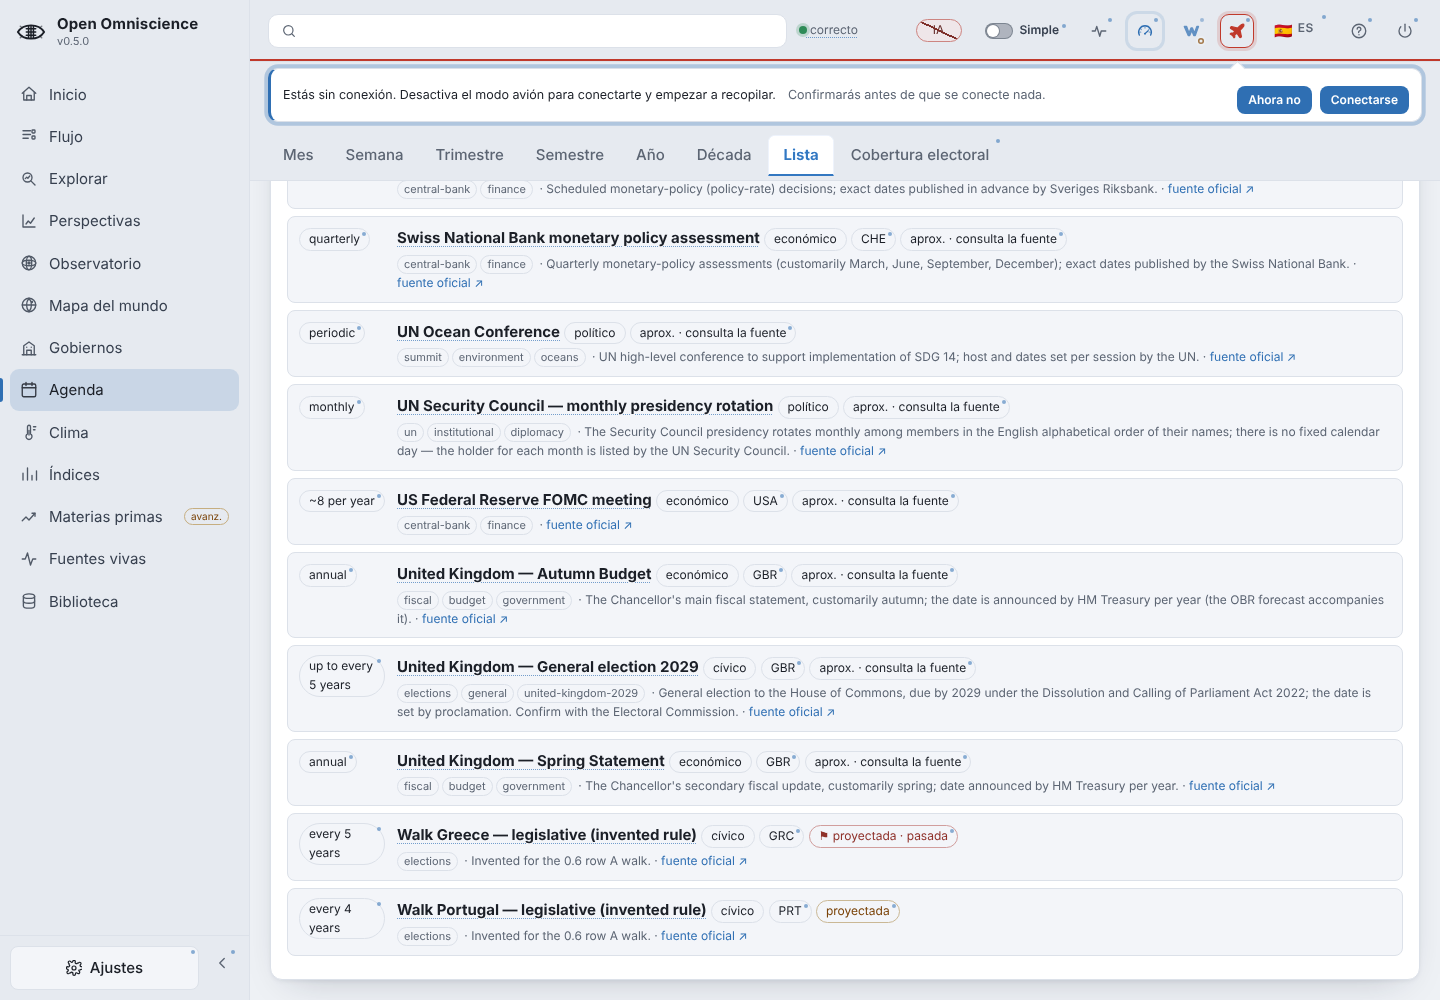 Open Omniscience
v0.5.0
correcto
IA
Simple
ES
Estás sin conexión. Desactiva el modo avión para conectarte y empezar a recopilar. Confirmarás antes de que se conecte nada.
Ahora no
Conectarse
Inicio
Flujo
Explorar
Perspectivas
Observatorio
Mapa del mundo
Gobiernos
Agenda
Clima
Índices
Materias primas avanz.
Fuentes vivas
Biblioteca
Ajustes
Mes Semana Trimestre Semestre Año Década Lista Cobertura electoral
central-bank finance · Scheduled monetary-policy (policy-rate) decisions; exact dates published in advance by Sveriges Riksbank. · fuente oficial ↗
quarterly Swiss National Bank monetary policy assessment económico CHE aprox. · consulta la fuente
central-bank finance · Quarterly monetary-policy assessments (customarily March, June, September, December); exact dates published by the Swiss National Bank. ·
fuente oficial ↗
periodic UN Ocean Conference político aprox. · consulta la fuente
summit environment oceans · UN high-level conference to support implementation of SDG 14; host and dates set per session by the UN. · fuente oficial ↗
monthly UN Security Council — monthly presidency rotation político aprox. · consulta la fuente
un institutional diplomacy · The Security Council presidency rotates monthly among members in the English alphabetical order of their names; there is no fixed calendar
day — the holder for each month is listed by the UN Security Council. · fuente oficial ↗
~8 per year US Federal Reserve FOMC meeting económico USA aprox. · consulta la fuente
central-bank finance · fuente oficial ↗
annual United Kingdom — Autumn Budget económico GBR aprox. · consulta la fuente
fiscal budget government · The Chancellor's main fiscal statement, customarily autumn; the date is announced by HM Treasury per year (the OBR forecast accompanies
it). · fuente oficial ↗
up to every
5 years
United Kingdom — General election 2029 cívico GBR aprox. · consulta la fuente
elections general united-kingdom-2029 · General election to the House of Commons, due by 2029 under the Dissolution and Calling of Parliament Act 2022; the date is
set by proclamation. Confirm with the Electoral Commission. · fuente oficial ↗
annual United Kingdom — Spring Statement económico GBR aprox. · consulta la fuente
fiscal budget government · The Chancellor's secondary fiscal update, customarily spring; date announced by HM Treasury per year. · fuente oficial ↗
every 5
years
Walk Greece — legislative (invented rule) cívico GRC ⚑ proyectada · pasada
elections · Invented for the 0.6 row A walk. · fuente oficial ↗
every 4
years
Walk Portugal — legislative (invented rule) cívico PRT proyectada
elections · Invented for the 0.6 row A walk. · fuente oficial ↗